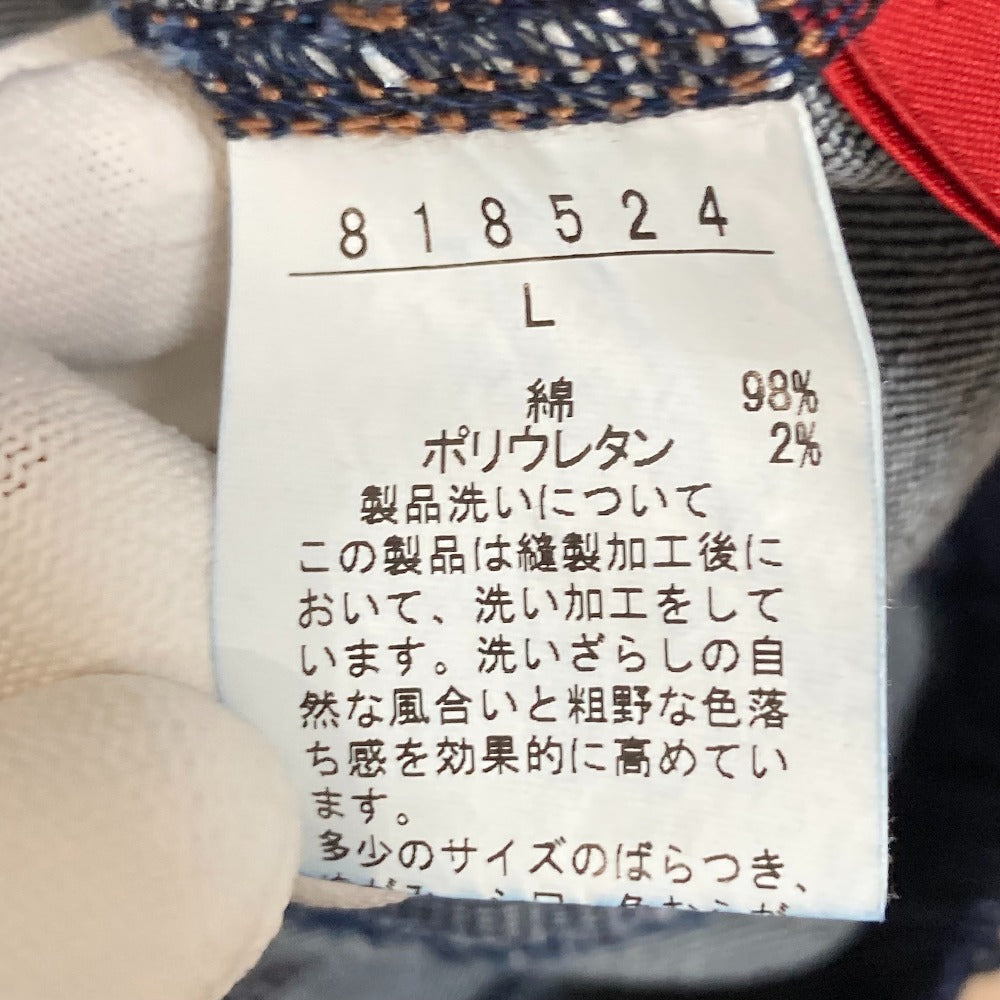 818524
L
綿 98%
ポリウレタン 2%
製品洗いについて
この製品は縫製加工後に
おいて、洗い加工をして
います。洗いざらしの自
然な風合いと粗野な色落
ち感を効果的に高めてい
ます。
多少のサイズのばらつき、